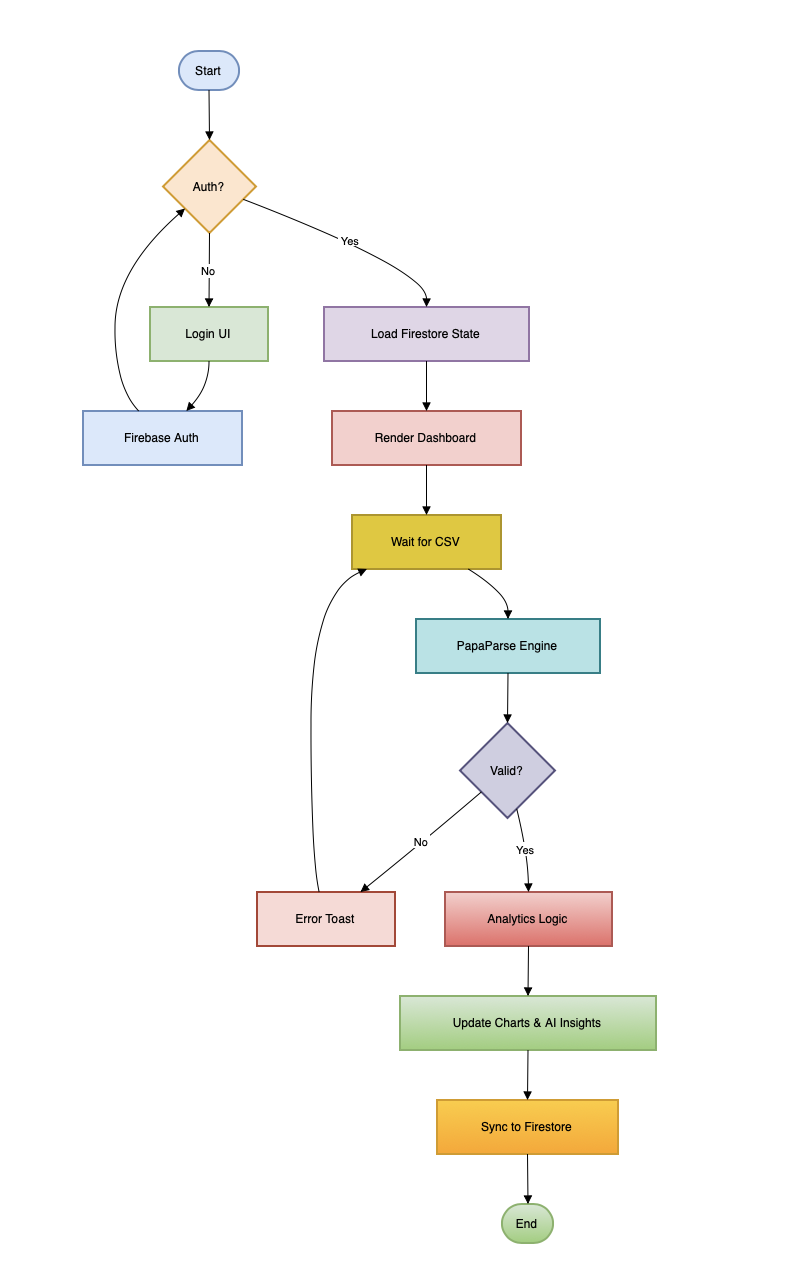 Start
Auth?
Yes
No
Login UI
Load Firestore State
Firebase Auth
Render Dashboard
Wait for CSV
PapaParse Engine
Valid?
No
Yes
Error Toast
Analytics Logic
Update Charts & AI Insights
Sync to Firestore
End